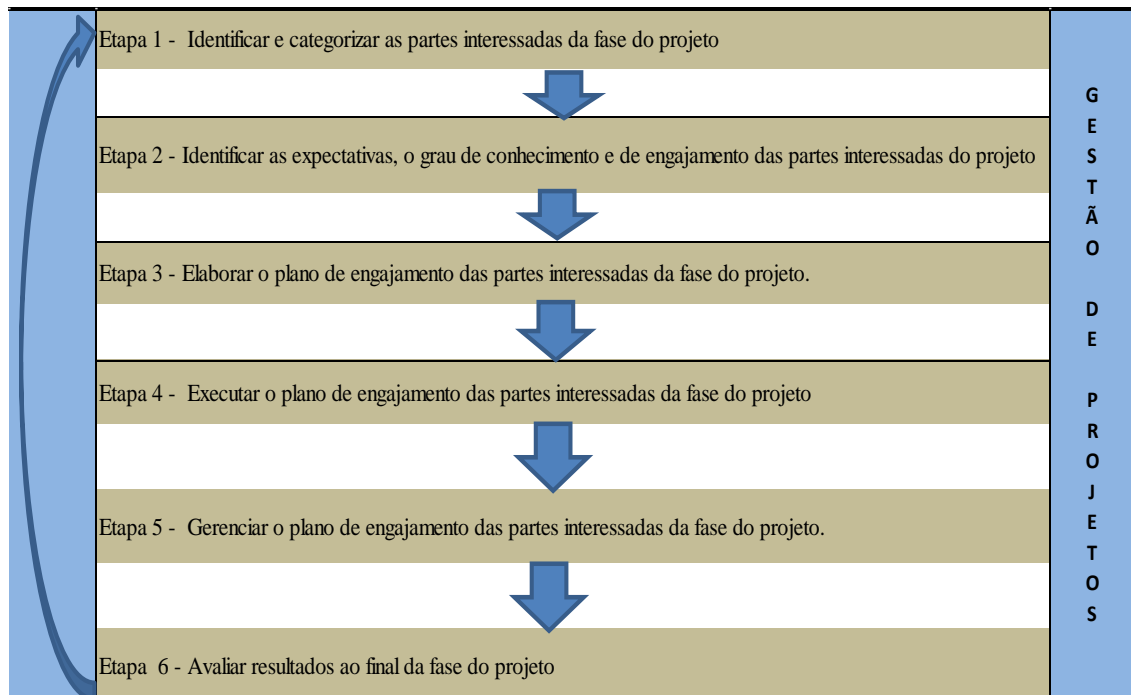 Etapa 1 - Identificar e categorizar as partes interessadas da fase do projeto
Etapa 2 - Identificar as expectativas, o grau de conhecimento e de engajamento das partes interessadas do projeto
Etapa 3 - Elaborar o plano de engajamento das partes interessadas da fase do projeto.
Etapa 4 - Executar o plano de engajamento das partes interessadas da fase do projeto
Etapa 5 - Gerenciar o plano de engajamento das partes interessadas da fase do projeto.
Etapa 6 - Avaliar resultados ao final da fase do projeto
GESTÃO DE PROJETOS